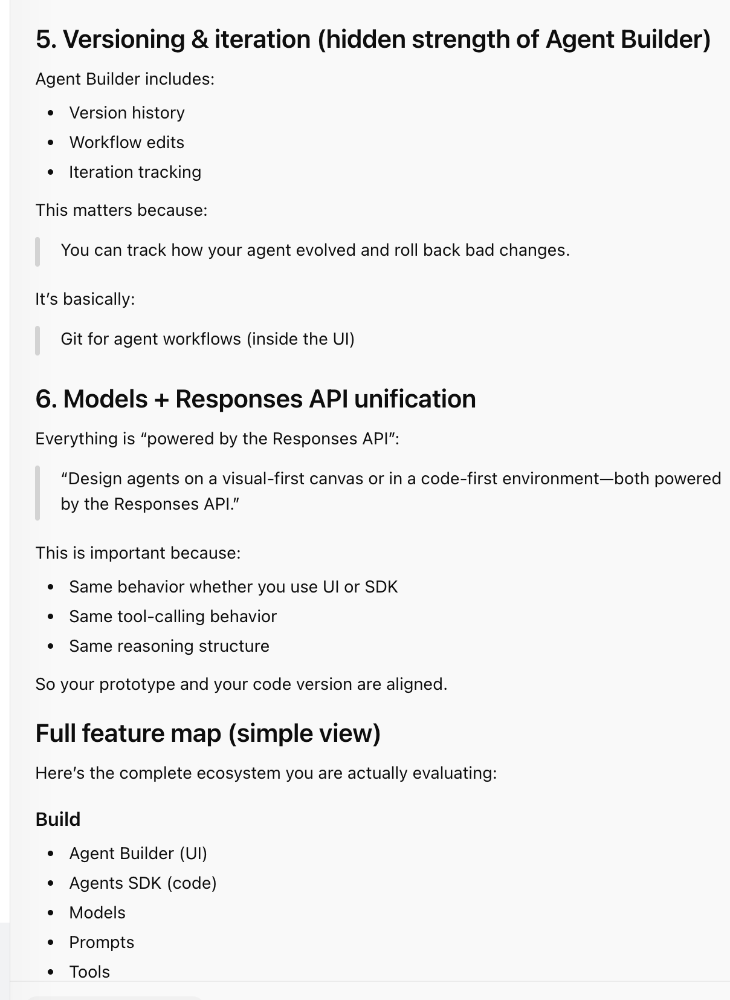 5. Versioning & iteration (hidden strength of Agent Builder)
Agent Builder includes:
• Version history
• Workflow edits
• Iteration tracking
This matters because:
You can track how your agent evolved and roll back bad changes.
It’s basically:
Git for agent workflows (inside the UI)
6. Models + Responses API unification
Everything is “powered by the Responses API”:
“Design agents on a visual-first canvas or in a code-first environment—both powered
by the Responses API.”
This is important because:
• Same behavior whether you use UI or SDK
• Same tool-calling behavior
• Same reasoning structure
So your prototype and your code version are aligned.
Full feature map (simple view)
Here’s the complete ecosystem you are actually evaluating:
Build
• Agent Builder (UI)
• Agents SDK (code)
• Models
• Prompts
• Tools